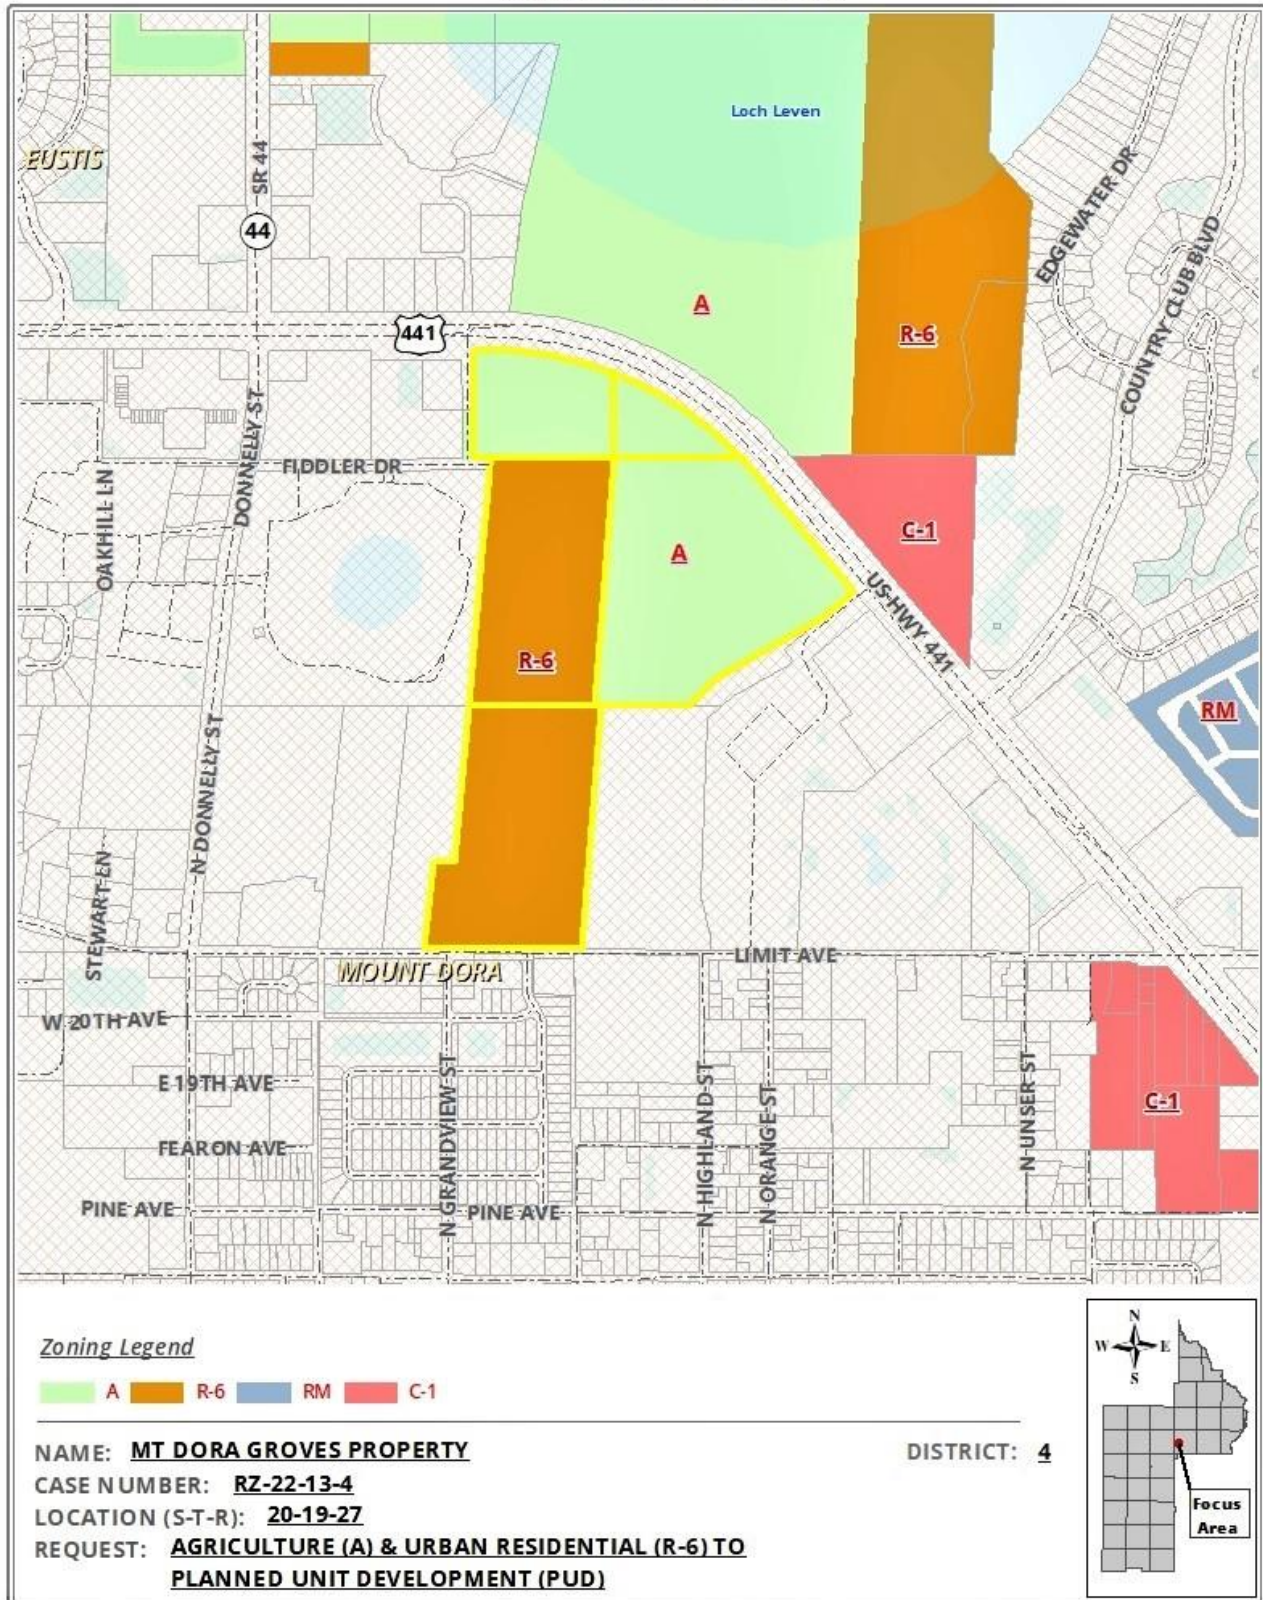 Loch Leven
EUSTIS
SR 44
44
EDGEWATER DR
COUNTRY CLUB BLVD
A
R-6
441
DONNELLY ST
FIDDLER DR
OAKHILL LN
C-1
A
US HWY 441
R-6
RM
N DONNELLY ST
STEWART LN
LIMIT AVE
MOUNT DORA
W 20TH AVE
E 19TH AVE
N GRANDVIEW ST
N HIGHLAND ST
N ORANGE ST
N UNSER ST
C-1
FEARON AVE
PINE AVE
PINE AVE
Zoning Legend
A R-6 RM C-1
NAME: MT DORA GROVES PROPERTY
DISTRICT: 4
CASE NUMBER: RZ-22-13-4
LOCATION (S-T-R): 20-19-27
REQUEST: AGRICULTURE (A) & URBAN RESIDENTIAL (R-6) TO
PLANNED UNIT DEVELOPMENT (PUD)
N
W E
S
Focus
Area